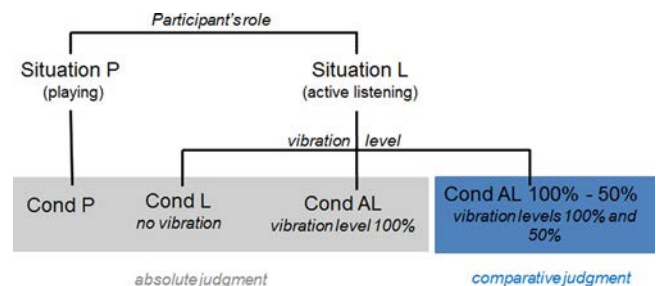 Participant's role
Situation P
(playing)
Situation L
(active listening)
vibration level
Cond P
Cond L
no vibration
Cond AL
vibration level 100%
Cond AL 100% - 50%
vibration levels 100% and
50%
absolute judgment
comparative judgment